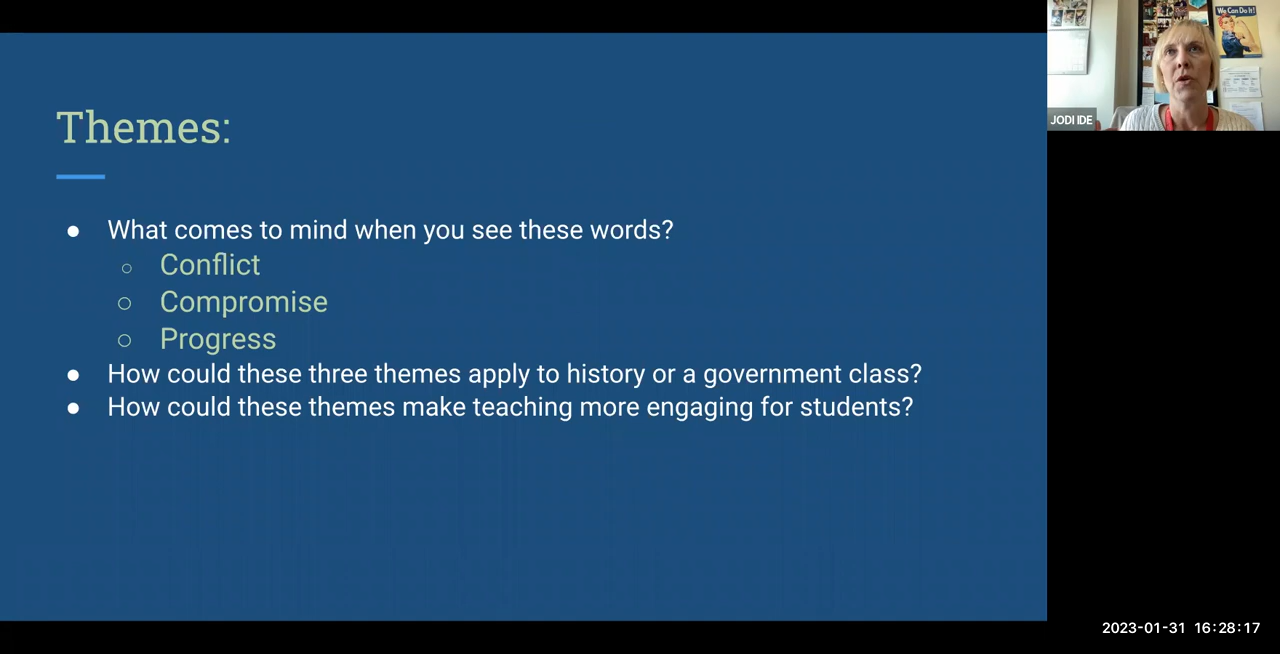 Themes:
● What comes to mind when you see these words?
○ Conflict
○ Compromise
○ Progress
● How could these three themes apply to history or a government class?
● How could these themes make teaching more engaging for students?
We Can Do It!
JODI IDE
2023-01-31 16:28:17